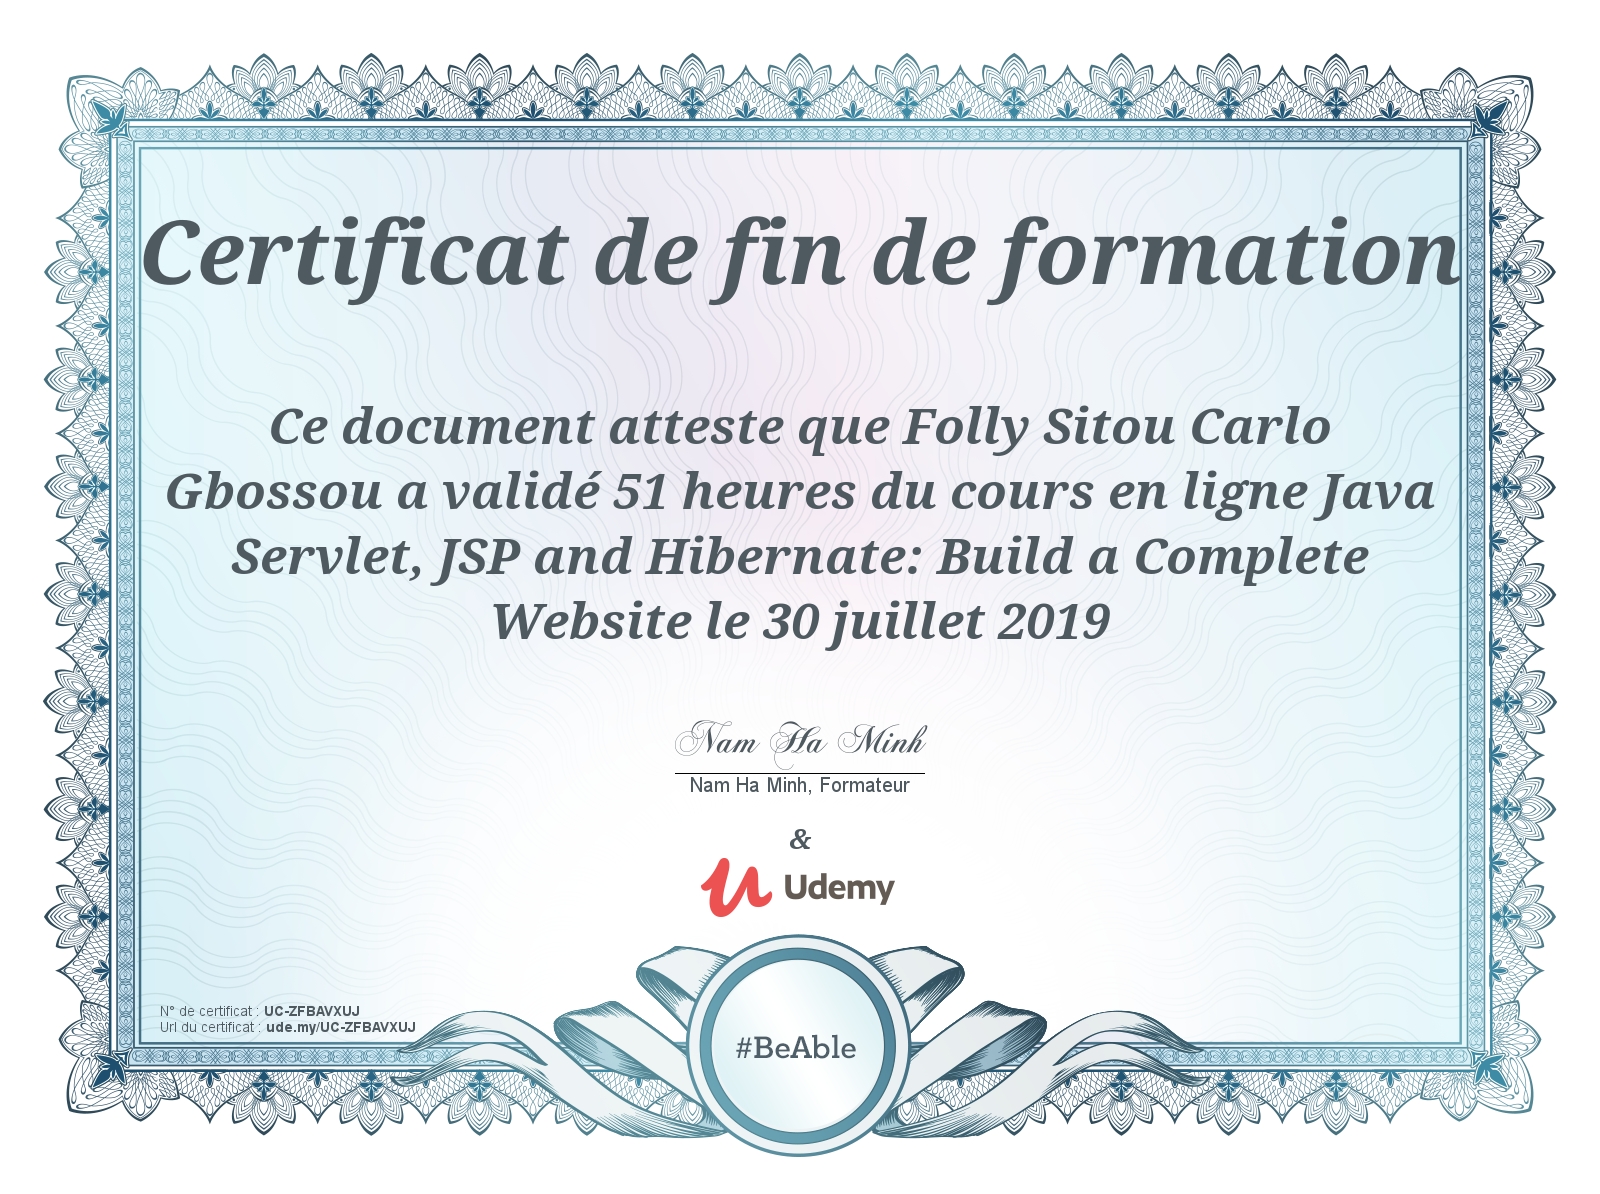 Certificat de fin de formation
Ce document atteste que Folly Sitou Carlo
Gbossou a validé 51 heures du cours en ligne Java
Servlet, JSP and Hibernate: Build a Complete
Website le 30 juillet 2019
Nam Ha Minh
Nam Ha Minh, Formateur
&
Udemy
N° de certificat : UC-ZFBAVXUJ
Url du certificat : ude.my/UC-ZFBAVXUJ
#BeAble